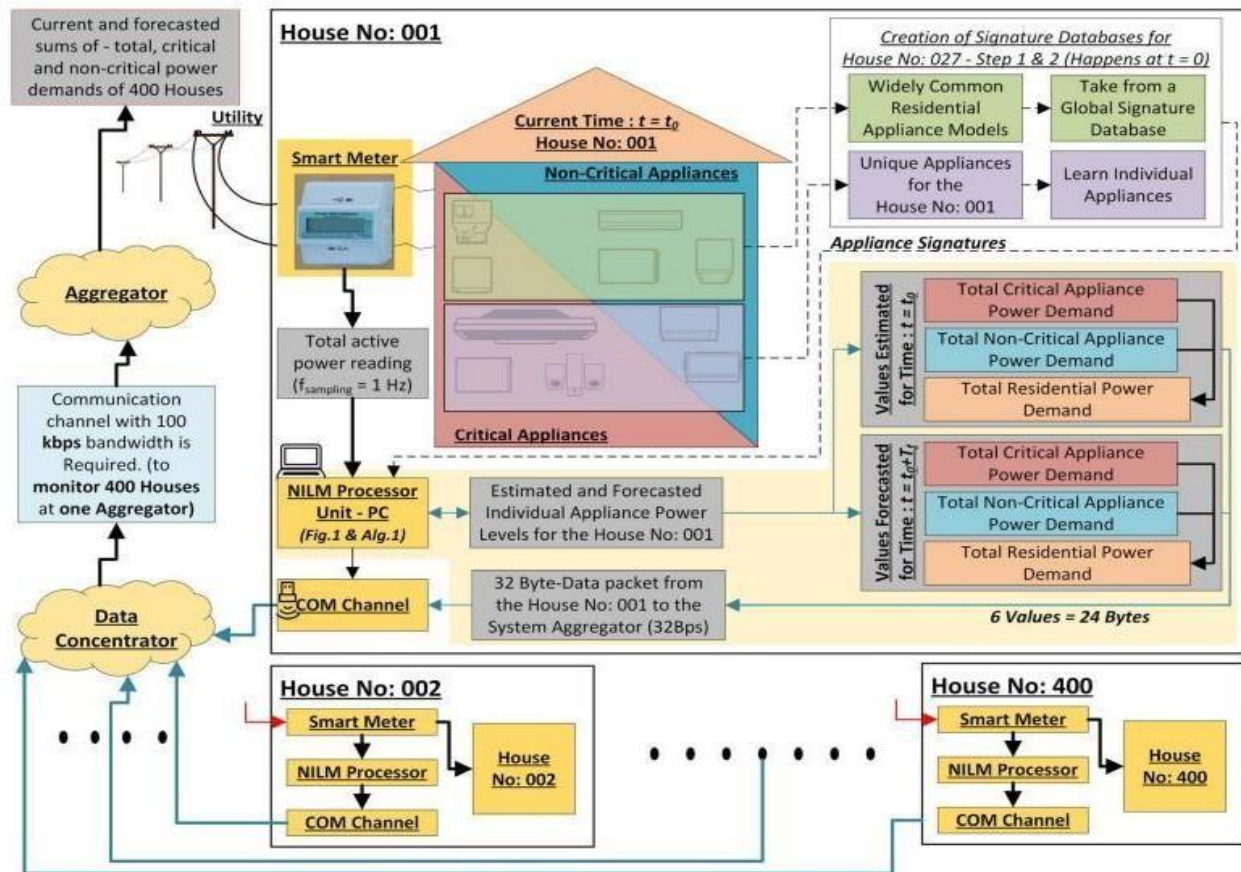 Current and forecasted
sums of - total, critical
and non-critical power
demands of 400 Houses
Utility
Aggregator
Communication
channel with 100
kbps bandwidth is
Required. (to
monitor 400 Houses
at one Aggregator)
Data
Concentrator
House No: 001
Smart Meter
Total active
power reading
(fsampling = 1 Hz)
NILM Processor
Unit - PC
(Fig.1 & Alg.1)
COM Channel
Current Time : t = t0
House No: 001
Non-Critical Appliances
Critical Appliances
Creation of Signature Databases for
House No: 027 - Step 1 & 2 (Happens at t = 0)
Widely Common
Residential
Appliance Models
Take from a
Global Signature
Database
Unique Appliances
for the
House No: 001
Learn Individual
Appliances
Appliance Signatures
Estimated and Forecasted
Individual Appliance Power
Levels for the House No: 001
Values Estimated
for Time : t = t0
Total Critical Appliance
Power Demand
Total Non-Critical Appliance
Power Demand
Total Residential Power
Demand
Values Forecasted
for Time : t = t0+Tf
Total Critical Appliance
Power Demand
Total Non-Critical Appliance
Power Demand
Total Residential Power
Demand
32 Byte-Data packet from
the House No: 001 to the
System Aggregator (32Bps)
6 Values = 24 Bytes
House No: 002
Smart Meter
NILM Processor
COM Channel
House
No: 002
House No: 400
Smart Meter
NILM Processor
COM Channel
House
No: 400